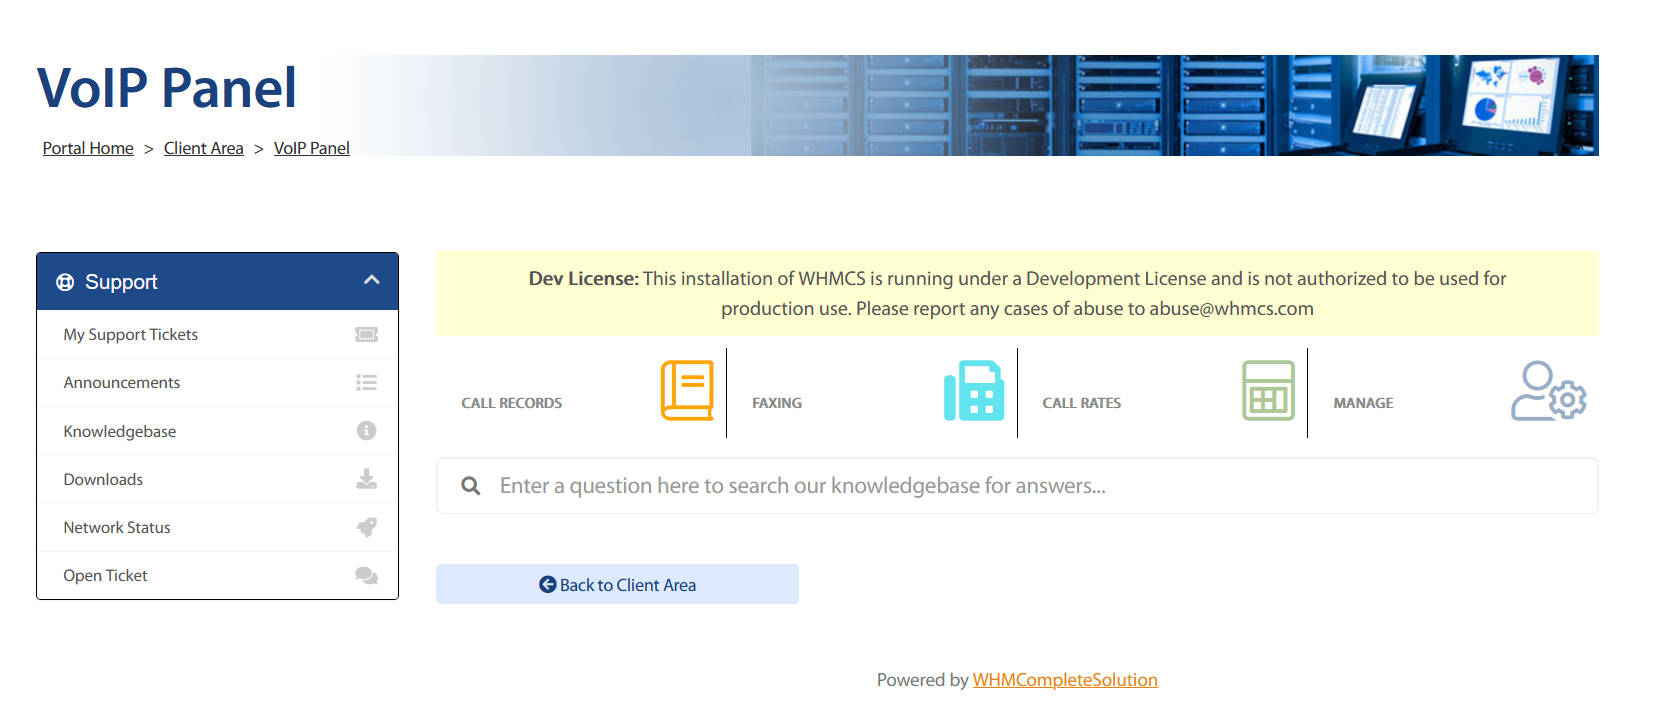 VoIP Panel
Portal Home > Client Area > VoIP Panel
Support
My Support Tickets
Announcements
Knowledgebase
Downloads
Network Status
Open Ticket
Dev License: This installation of WHMCS is running under a Development License and is not authorized to be used for
production use. Please report any cases of abuse to abuse@whmcs.com
CALL RECORDS
FAXING
CALL RATES
MANAGE
Enter a question here to search our knowledgebase for answers...
Back to Client Area
Powered by WHMCompleteSolution